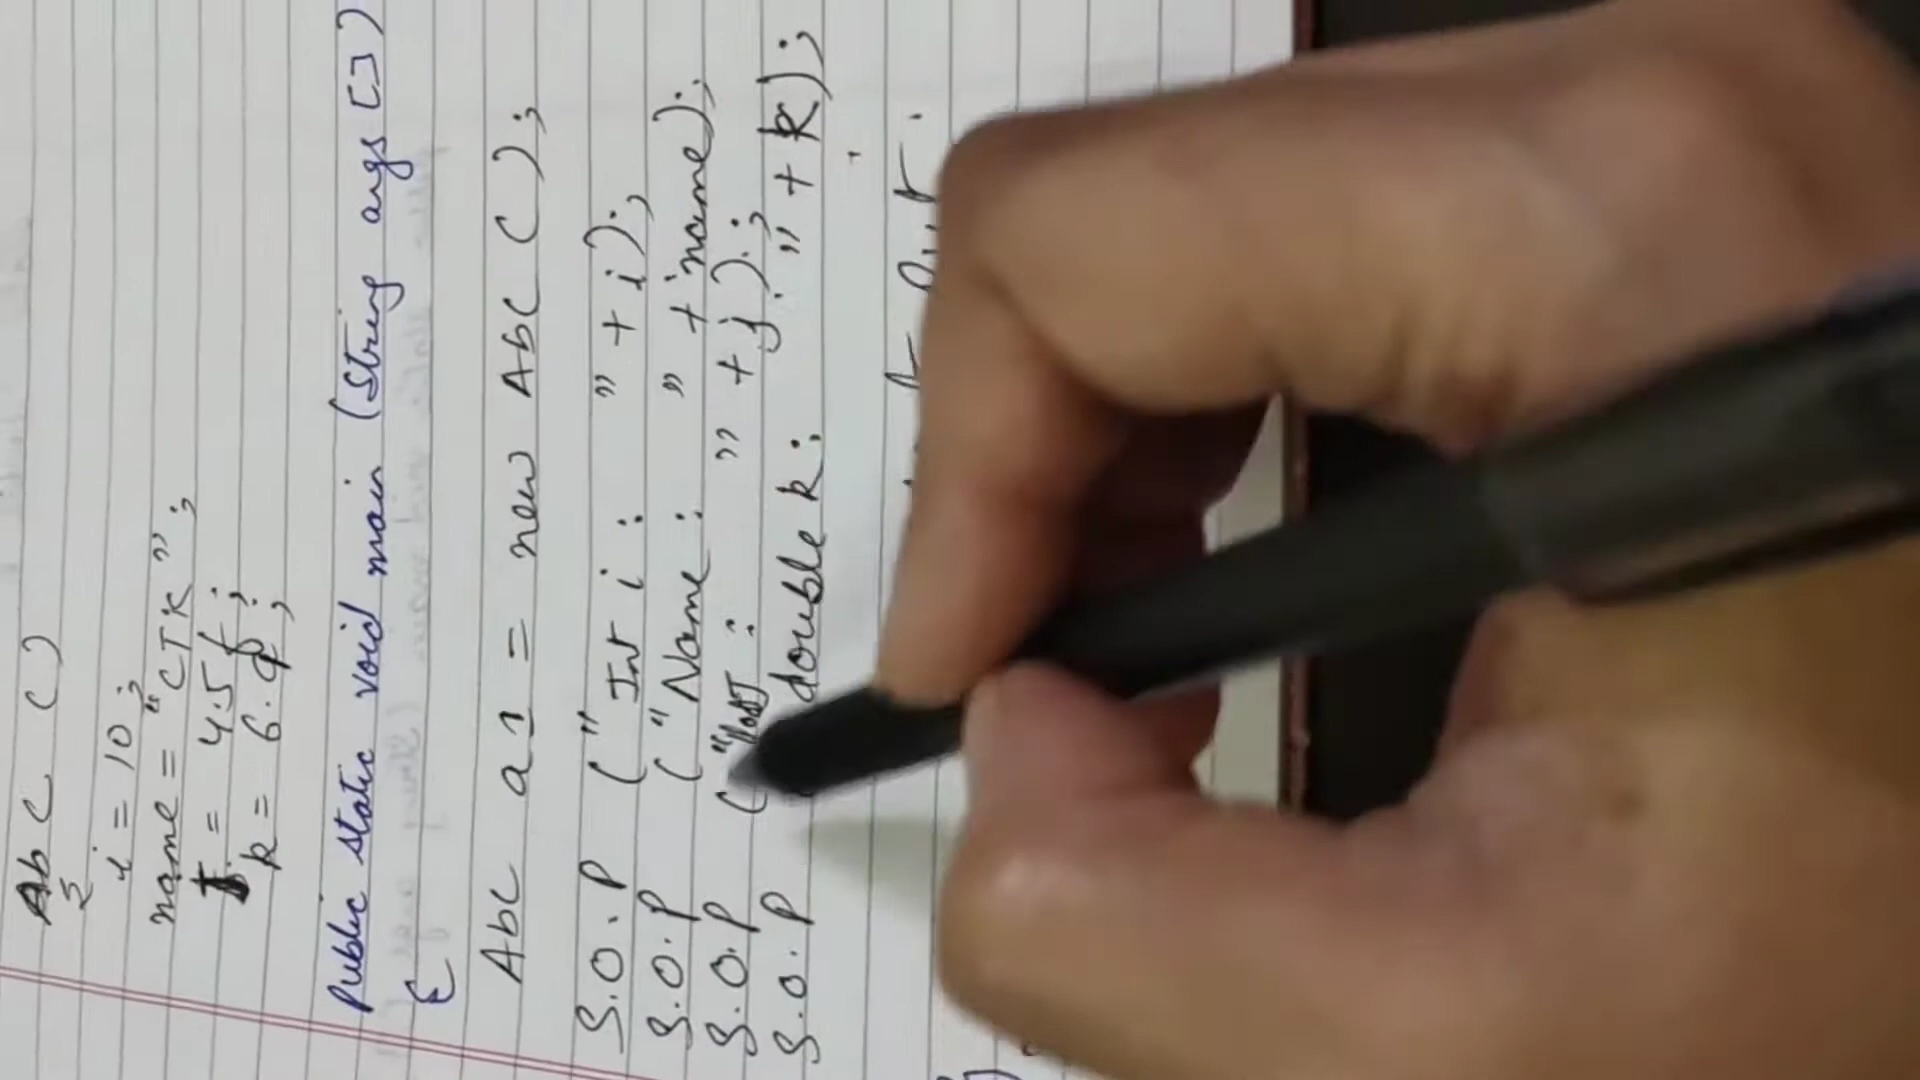 Abc ()
{
i = 10;
name = "CTK";
j = 4.5f;
k = 6.9;
Public static void main (String args [])
{
Abc a1 = new Abc ();
S.O.P ("Int i : " + i);
S.O.P ("Name : " + name);
S.O.P (" : " + j);
S.O.P double k : " + k);